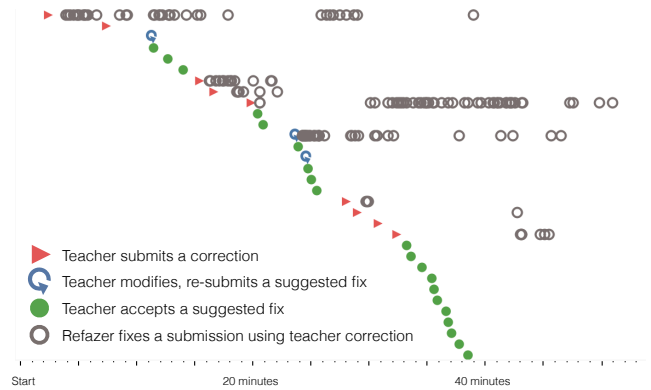 Teacher submits a correction
Teacher modifies, re-submits a suggested fix
Teacher accepts a suggested fix
Refazer fixes a submission using teacher correction
Start 20 minutes 40 minutes